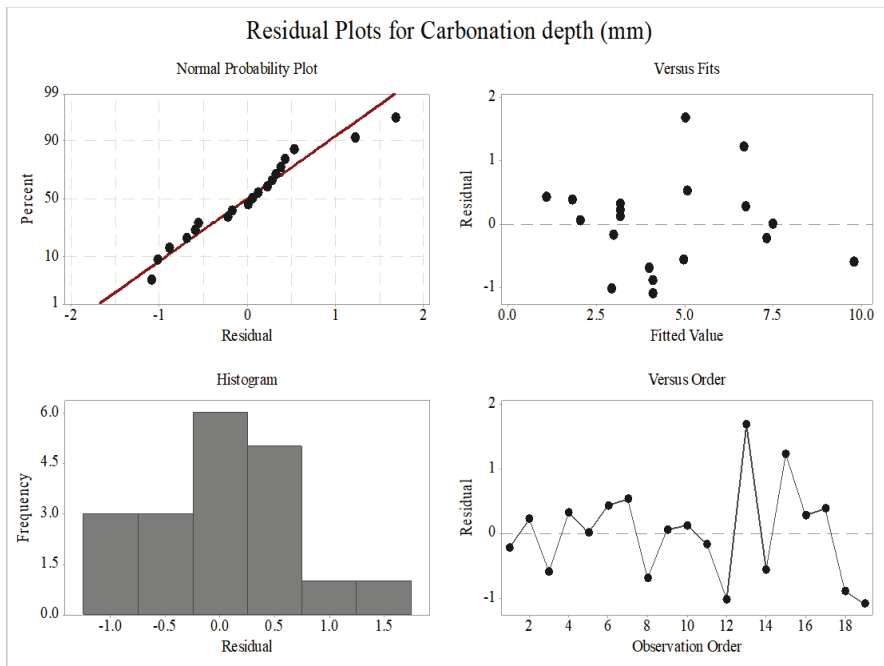 Residual Plots for Carbonation depth (mm)
Normal Probability Plot
99
90
50
10
1
Percent
-2 -1 0 1 2
Residual
Versus Fits
2
1
0
-1
Residual
0.0 2.5 5.0 7.5 10.0
Fitted Value
Histogram
6.0
4.5
3.0
1.5
0.0
Frequency
-1.0 -0.5 0.0 0.5 1.0 1.5
Residual
Versus Order
2
1
0
-1
Residual
2 4 6 8 10 12 14 16 18
Observation Order